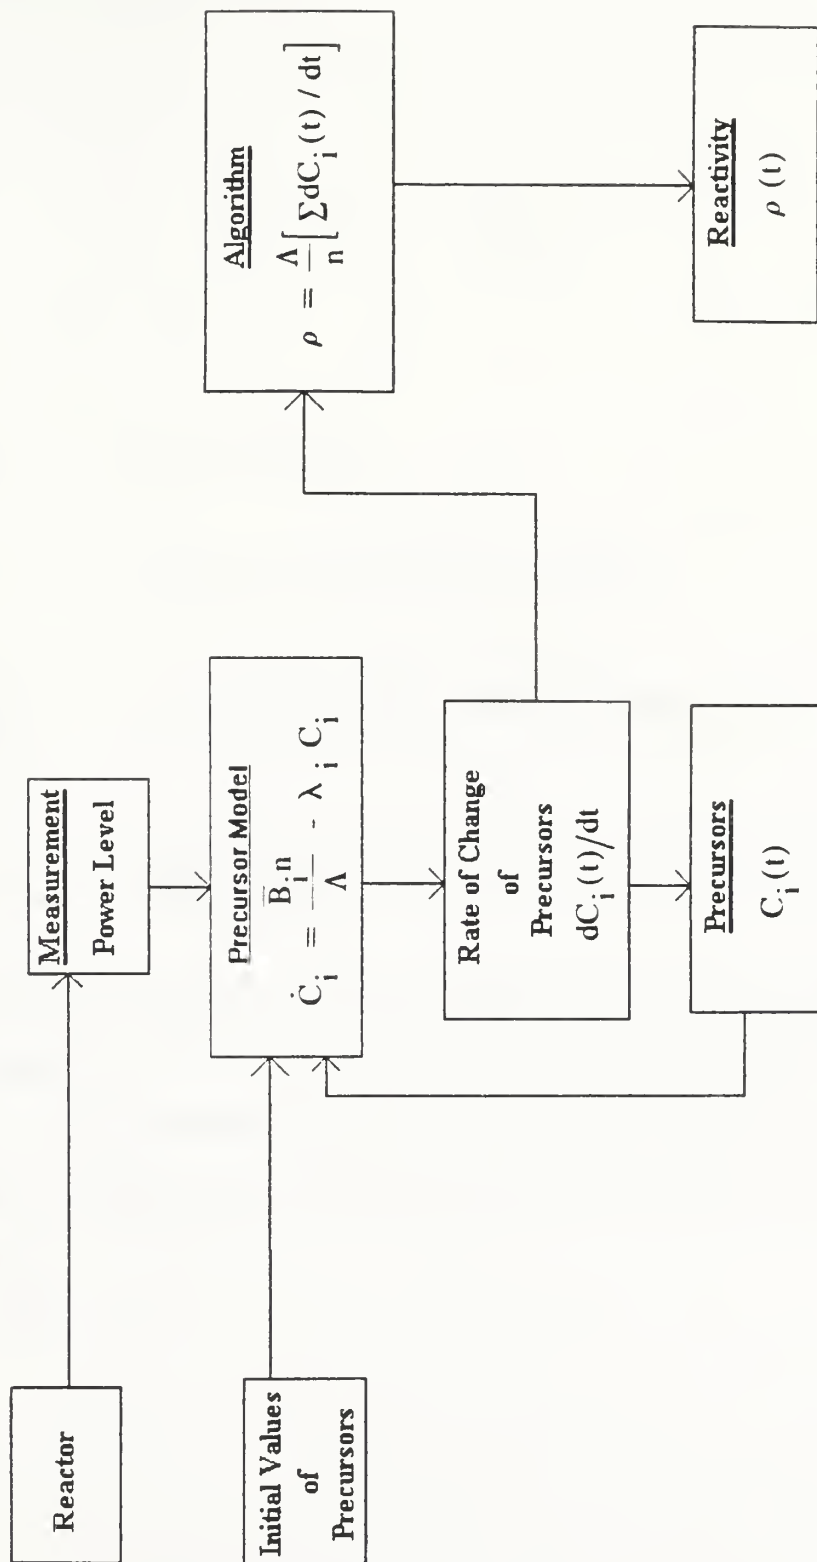 Reactor
Measurement
Power Level
Initial Values
of
Precursors
Precursor Model
Ċ_i = B̅_i n / Λ - λ_i C_i
Rate of Change
of
Precursors
dC_i(t)/dt
Precursors
C_i(t)
Algorithm
ρ = Λ/n [ΣdC_i(t) / dt]
Reactivity
ρ (t)